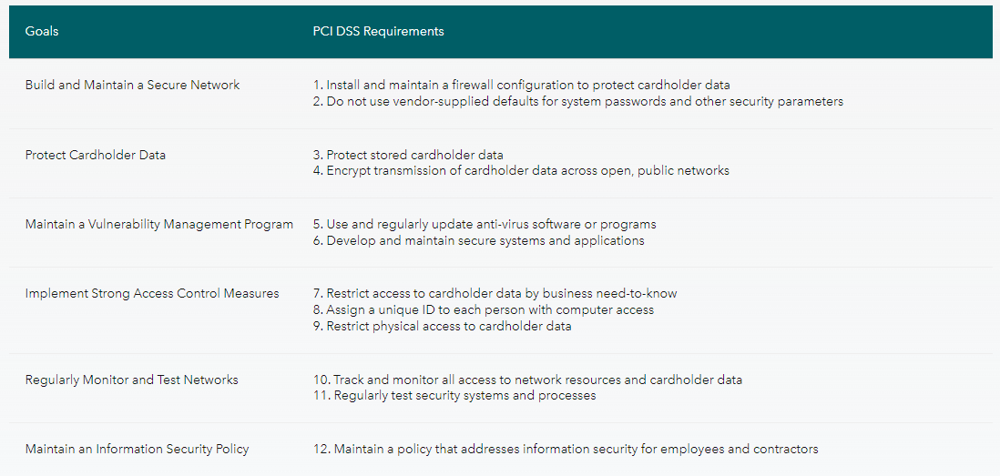 Goals PCI DSS Requirements
Build and Maintain a Secure Network 1. Install and maintain a firewall configuration to protect cardholder data
2. Do not use vendor-supplied defaults for system passwords and other security parameters
Protect Cardholder Data 3. Protect stored cardholder data
4. Encrypt transmission of cardholder data across open, public networks
Maintain a Vulnerability Management Program 5. Use and regularly update anti-virus software or programs
6. Develop and maintain secure systems and applications
Implement Strong Access Control Measures 7. Restrict access to cardholder data by business need-to-know
8. Assign a unique ID to each person with computer access
9. Restrict physical access to cardholder data
Regularly Monitor and Test Networks 10. Track and monitor all access to network resources and cardholder data
11. Regularly test security systems and processes
Maintain an Information Security Policy 12. Maintain a policy that addresses information security for employees and contractors